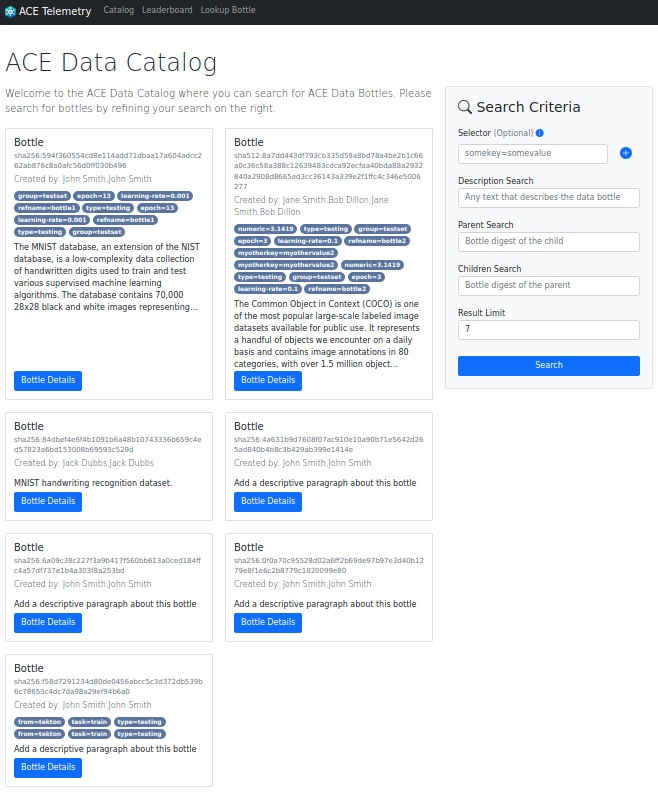 ACE Telemetry Catalog Leaderboard Lookup Bottle
ACE Data Catalog
Welcome to the ACE Data Catalog where you can search for ACE Data Bottles. Please
search for bottles by refining your search on the right.
Bottle
sha256:594f360554cd8e114add71dbaa17a604adcc2
62ab876c8a0afc56d0ff030b496
Created by: John Smith,John Smith
group=testset epoch=13 learning-rate=0.001
refname=bottle1 type=testing epoch=13
learning-rate=0.001 refname=bottle1
type=testing group=testset
The MNIST database, an extension of the NIST
database, is a low-complexity data collection
of handwritten digits used to train and test
various supervised machine learning
algorithms. The database contains 70,000
28x28 black and white images representing...
Bottle Details
Bottle
sha512:8a7dd443df793cb335d59a8bd78a4be2b1c66
a0c36c58a388c12639483cdca92ecfaa40bda88a2932
840a2908d8665ed3cc36143a339e2f1ffc4c346e5006
277
Created by: Jane Smith,Bob Dillon,Jane
Smith,Bob Dillon
numeric=3.1419 type=testing group=testset
epoch=3 learning-rate=0.1 refname=bottle2
myotherkey=myothervalue2
myotherkey=myothervalue2 numeric=3.1419
type=testing group=testset epoch=3
learning-rate=0.1 refname=bottle2
The Common Object in Context (COCO) is one
of the most popular large-scale labeled image
datasets available for public use. It represents
a handful of objects we encounter on a daily
basis and contains image annotations in 80
categories, with over 1.5 million object...
Bottle Details
Bottle
sha256:84dbef4e6f4b1091b6a48b10743336b659c4e
d57823a6bd153008b69593c529d
Created by: Jack.Dubbs,Jack.Dubbs
MNIST handwriting recognition dataset.
Bottle Details
Bottle
sha256:4a631b9d7608f07ac910e10a90b71e5642d26
5ad840b4b8c3b429ab399e1414e
Created by: John Smith,John Smith
Add a descriptive paragraph about this bottle
Bottle Details
Bottle
sha256:6a09c38c227f3a9b417f560bb613a0ced184ff
c4a57df737e1b4a303f8a253bd
Created by: John Smith,John Smith
Add a descriptive paragraph about this bottle
Bottle Details
Bottle
sha256:0f0a70c95528d02a6ff2b69de97b97e3d40b12
79e8f1e6c2b8779c1820099e80
Created by: John Smith,John Smith
Add a descriptive paragraph about this bottle
Bottle Details
Bottle
sha256:f58d7291234d80de0456abcc5c3d372db539b
6c78653c4dc7da98a29ef94b6a0
Created by: John Smith,John Smith
from=tekton task=train type=testing
from=tekton task=train type=testing
Add a descriptive paragraph about this bottle
Bottle Details
Search Criteria
Selector (Optional)
somekey=somevalue
Description Search
Any text that describes the data bottle
Parent Search
Bottle digest of the child
Children Search
Bottle digest of the parent
Result Limit
7
Search